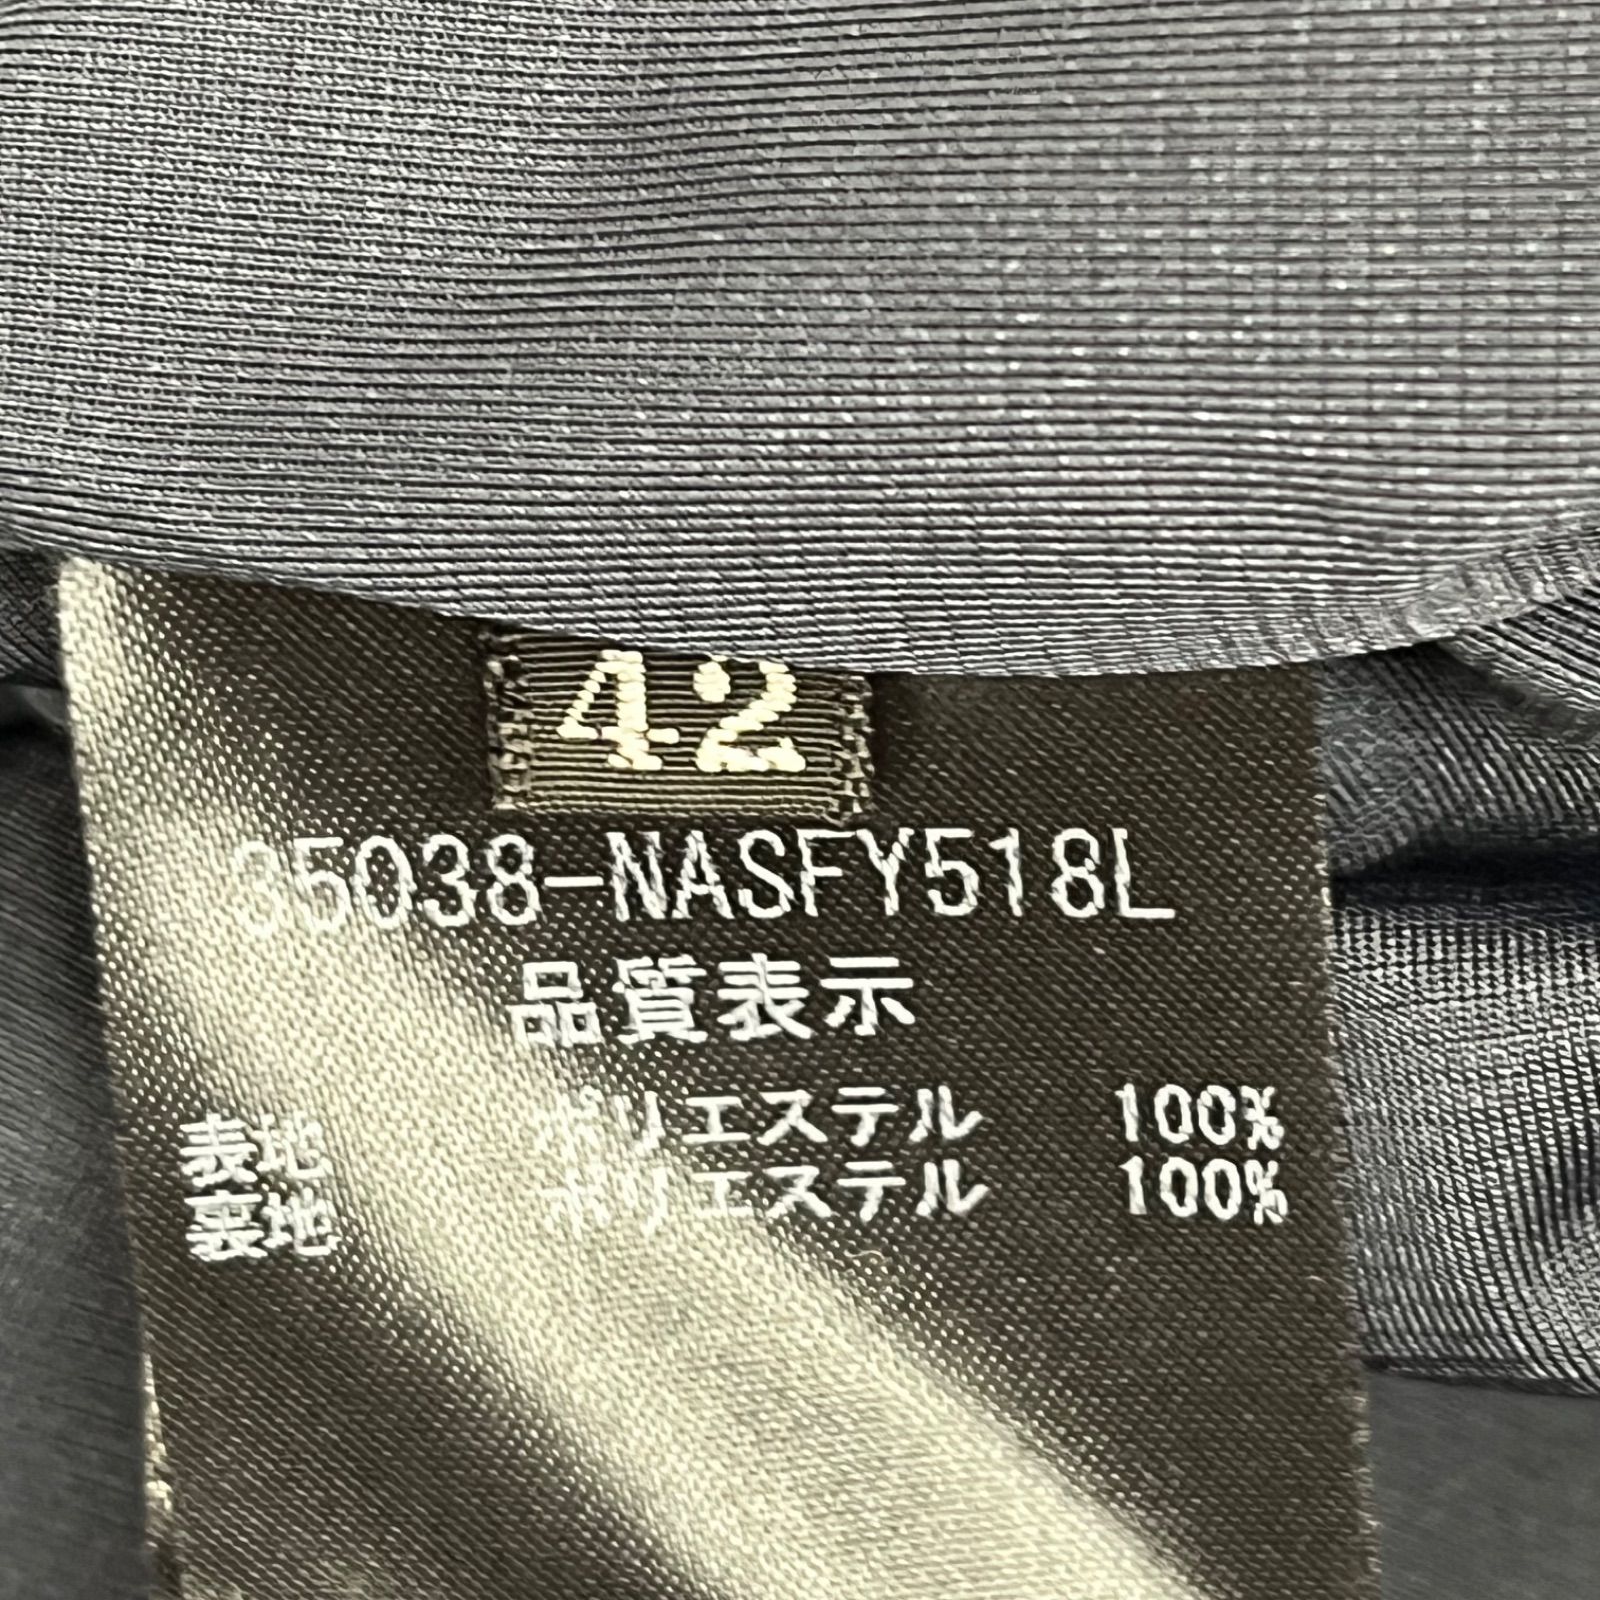 42
35038-NASFY518L
品質表示
表地 ポリエステル 100%
裏地 ポリエステル 100%